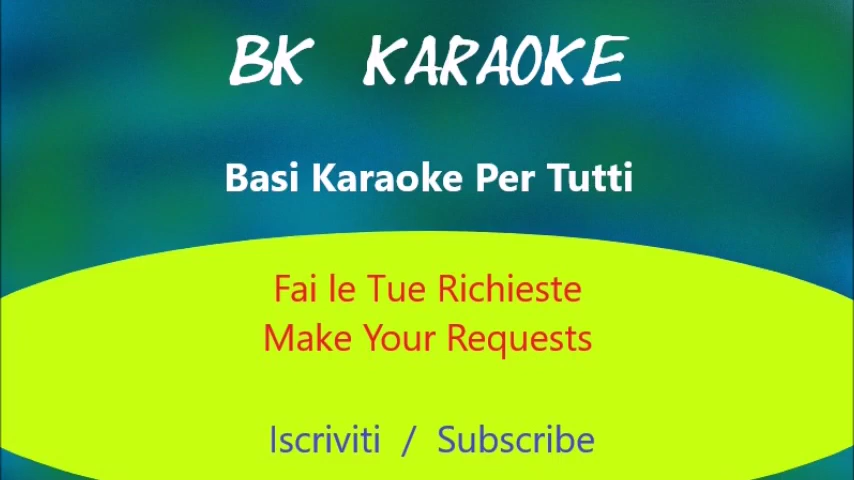 BK KARAOKE
Basi Karaoke Per Tutti
Fai le Tue Richieste
Make Your Requests
Iscriviti / Subscribe